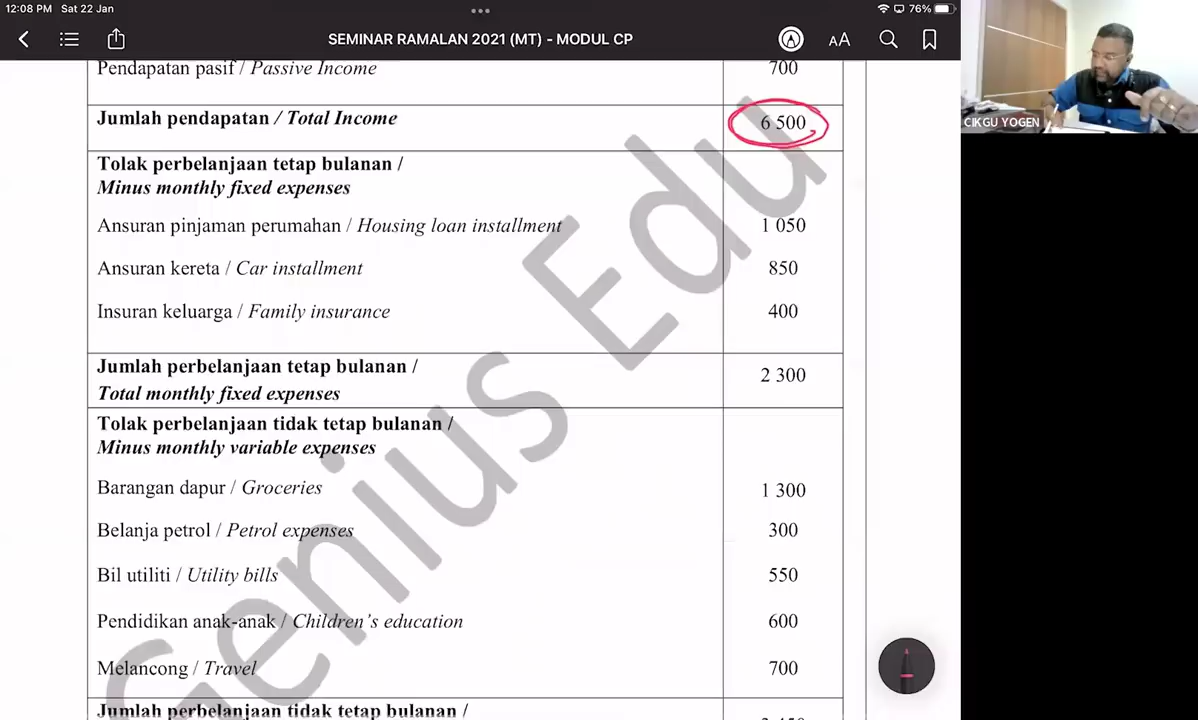 12:08 PM Sat 22 Jan
76%
SEMINAR RAMALAN 2021 (MT) - MODUL CP
AA
CIKGU YOGEN
Pendapatan pasif / Passive Income 700
Jumlah pendapatan / Total Income 6 500
Tolak perbelanjaan tetap bulanan /
Minus monthly fixed expenses
Ansuran pinjaman perumahan / Housing loan installment 1 050
Ansuran kereta / Car installment 850
Insuran keluarga / Family insurance 400
Jumlah perbelanjaan tetap bulanan /
Total monthly fixed expenses 2 300
Tolak perbelanjaan tidak tetap bulanan /
Minus monthly variable expenses
Barangan dapur / Groceries 1 300
Belanja petrol / Petrol expenses 300
Bil utiliti / Utility bills 550
Pendidikan anak-anak / Children's education 600
Melancong / Travel 700
Jumlah perbelanjaan tidak tetap bulanan /
Genius Edu